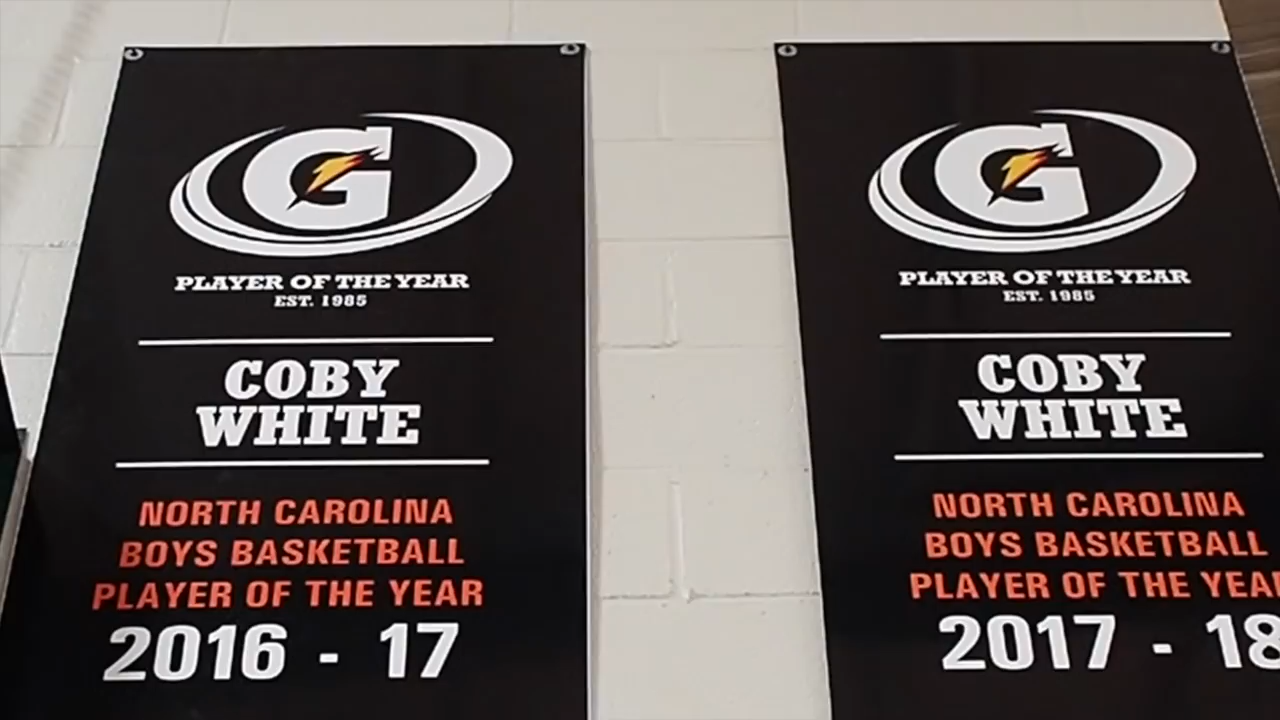 G
PLAYER OF THE YEAR
EST. 1985
COBY
WHITE
NORTH CAROLINA
BOYS BASKETBALL
PLAYER OF THE YEAR
2016 - 17
G
PLAYER OF THE YEAR
EST. 1985
COBY
WHITE
NORTH CAROLINA
BOYS BASKETBALL
PLAYER OF THE YEAR
2017 - 18